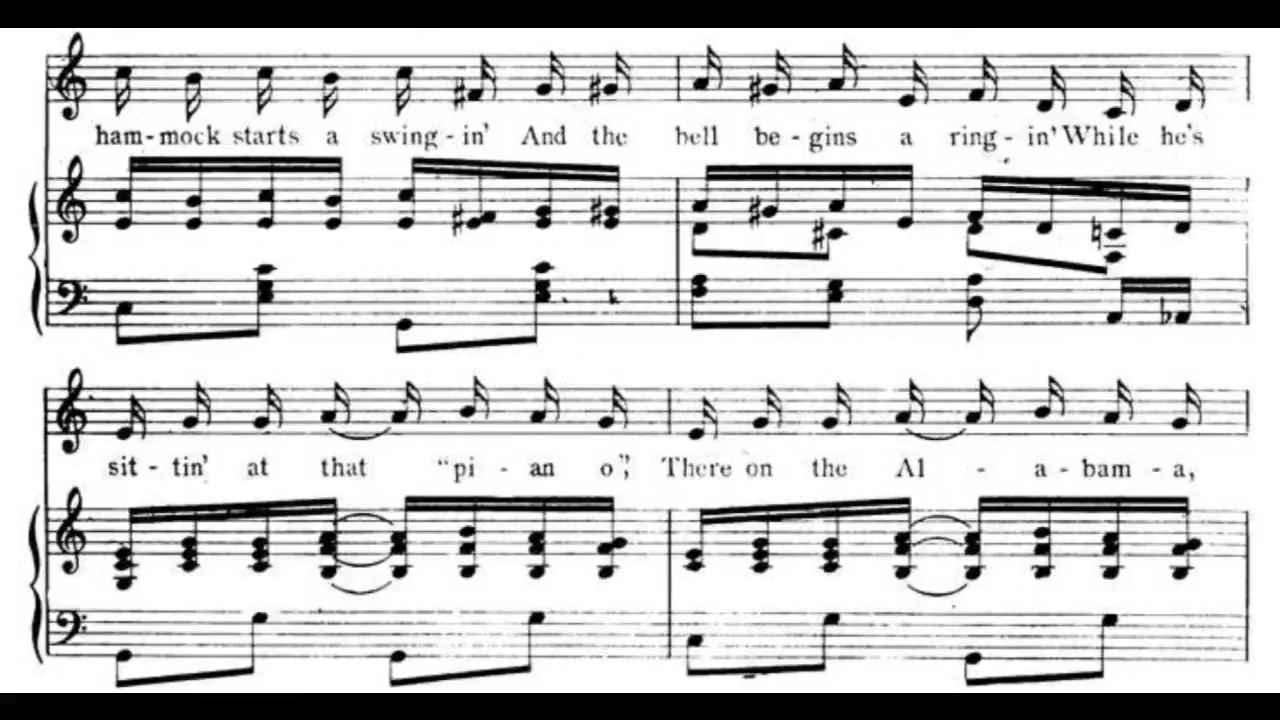 ham-mock starts a swing-in' And the bell be-gins a ring-in' While he's
sit-tin' at that "pi-an o", There on the Al-a-bam-a,